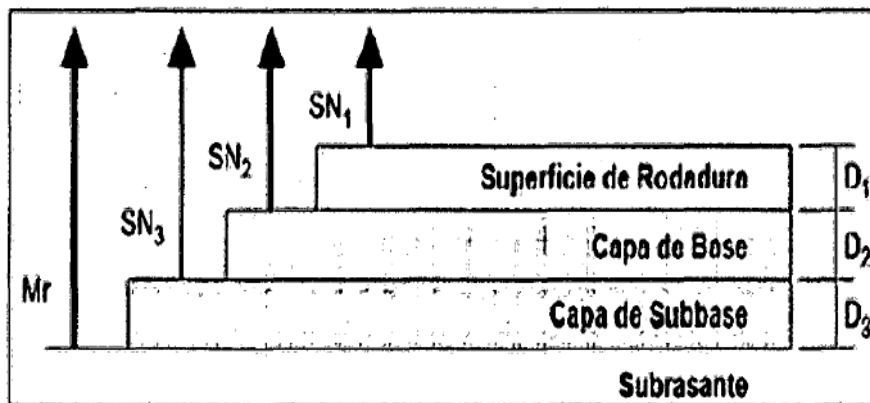 SN₁
SN₂
SN₃
Mr
Superficie de Rodadura D₁
Capa de Base D₂
Capa de Subbase D₃
Subrasante